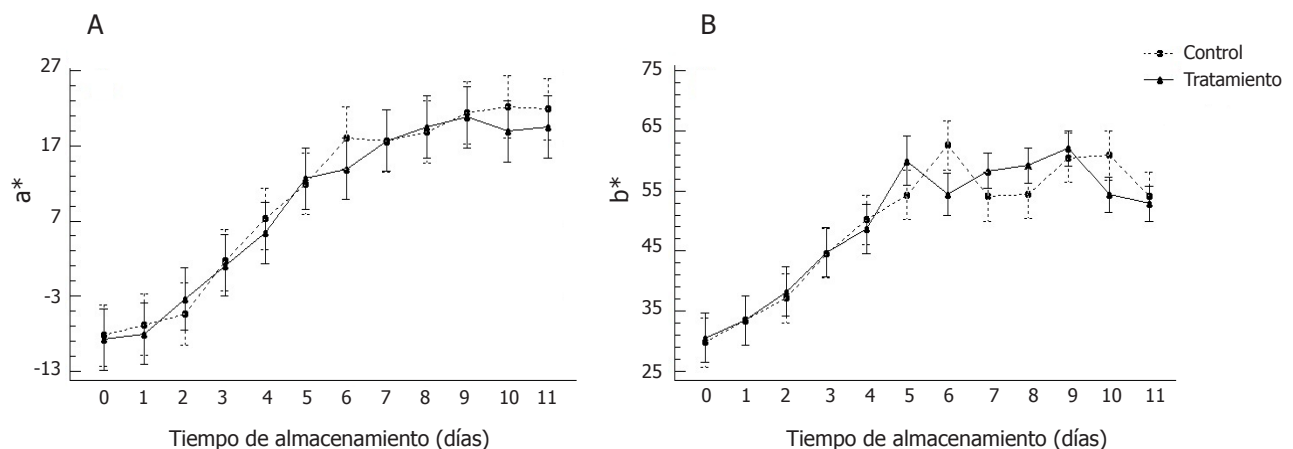 A
27
17
7
-3
-13
a*
0 1 2 3 4 5 6 7 8 9 10 11
Tiempo de almacenamiento (días)
B
75
65
55
45
35
25
b*
0 1 2 3 4 5 6 7 8 9 10 11
Tiempo de almacenamiento (días)
Control
Tratamiento